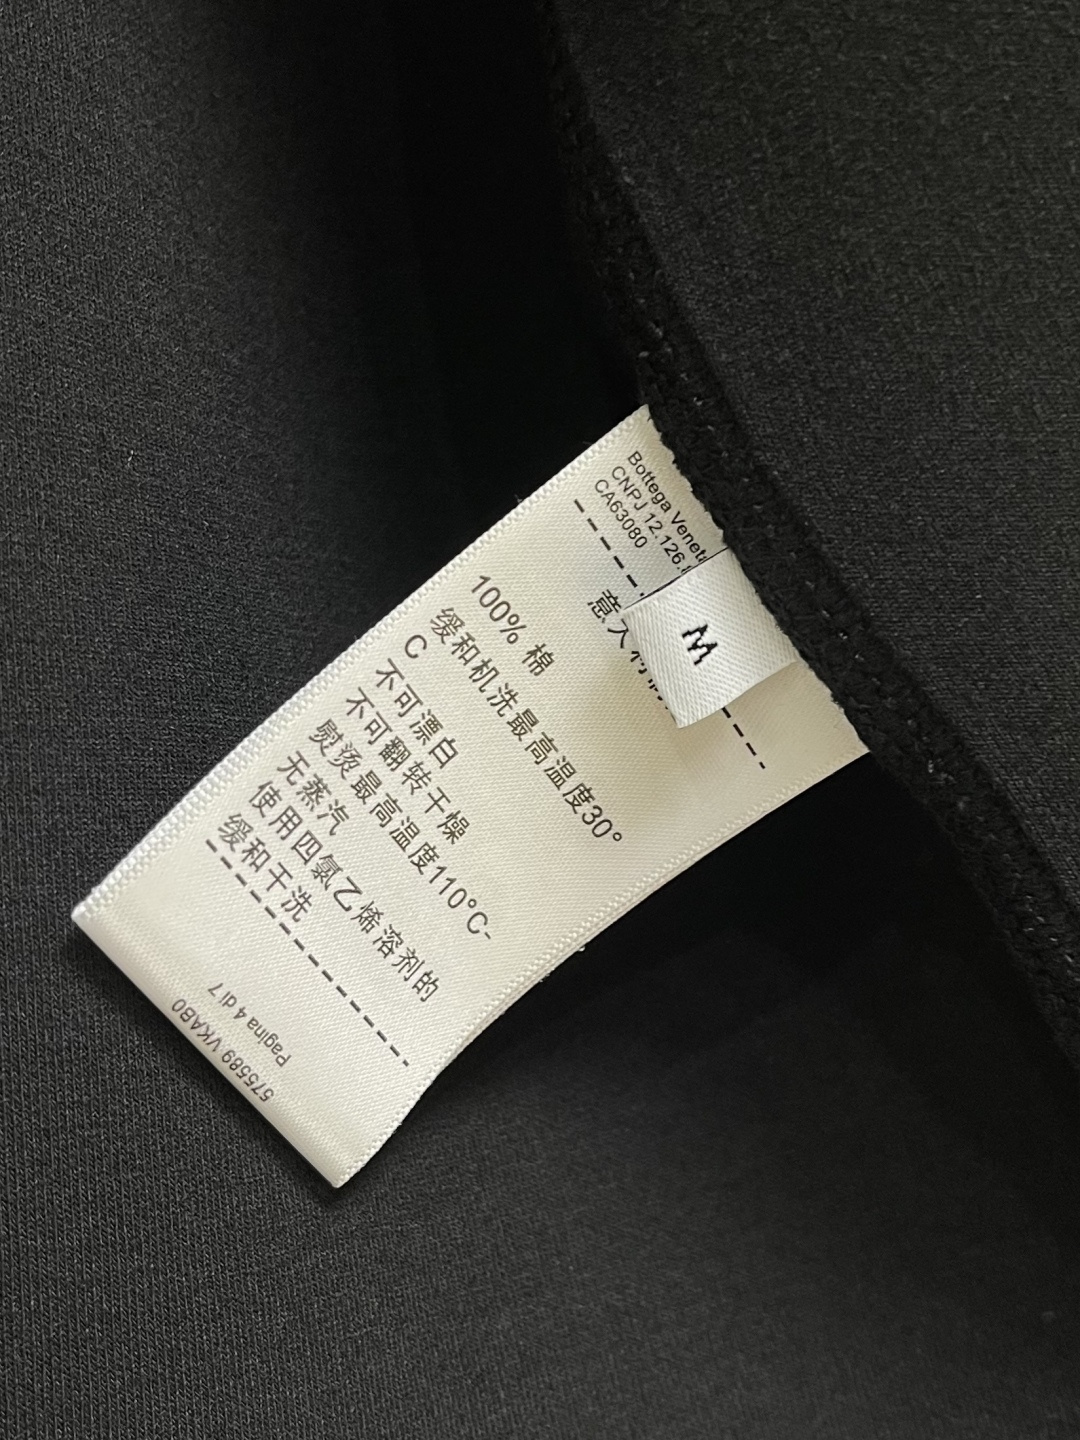 Bottega Veneta
CNPJ 12.126.
CA63080
意大利制
M
100% 棉
缓和机洗最高温度30°
C
不可漂白
不可翻转干燥
熨烫最高温度110°C-
无蒸汽
使用四氯乙烯溶剂的
缓和干洗
Pagina 4 di 7
575589 VKAB0